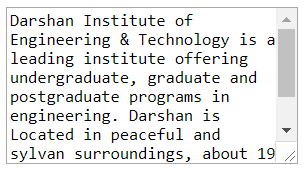 Darshan Institute of
Engineering & Technology is a
leading institute offering
undergraduate, graduate and
postgraduate programs in
engineering. Darshan is
Located in peaceful and
sylvan surroundings, about 19